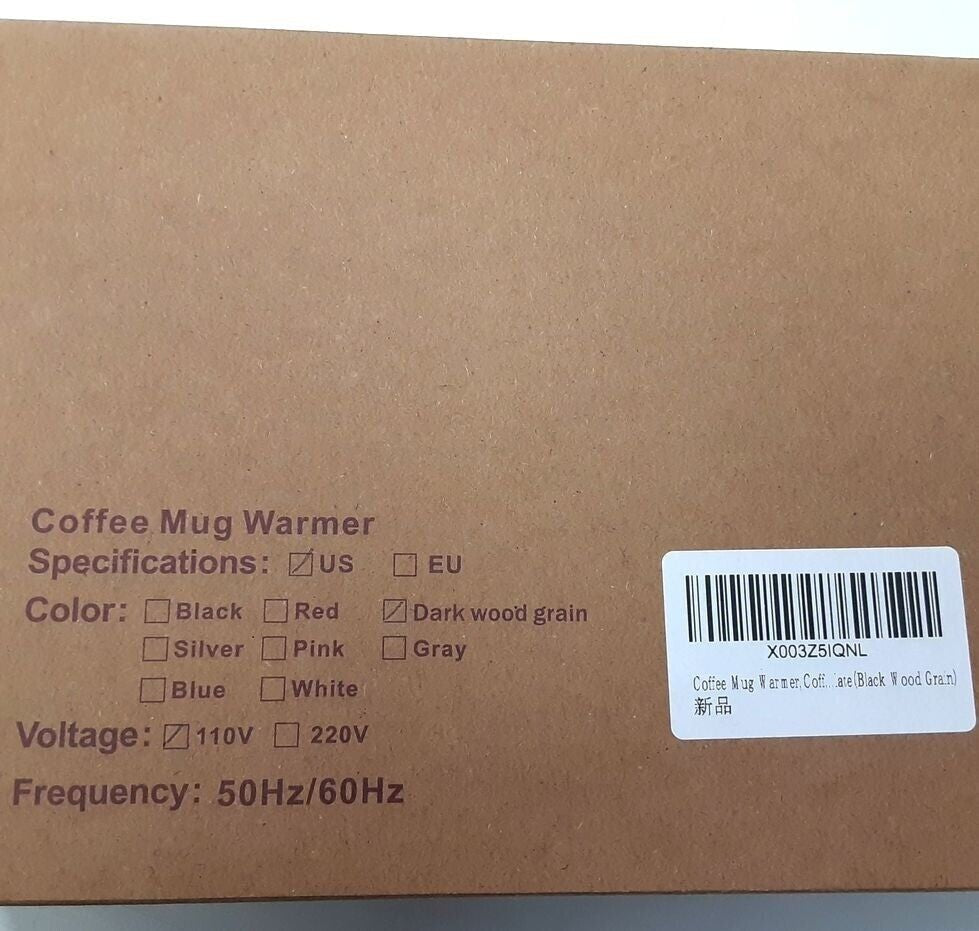 Coffee Mug Warmer
Specifications: US EU
Color: Black Red Dark wood grain
Silver Pink Gray
Blue White
Voltage: 110V 220V
Frequency: 50Hz/60Hz
X003Z5IQNL
Coffee Mug Warmer,Coff...ate(Black Wood Grain)
新品